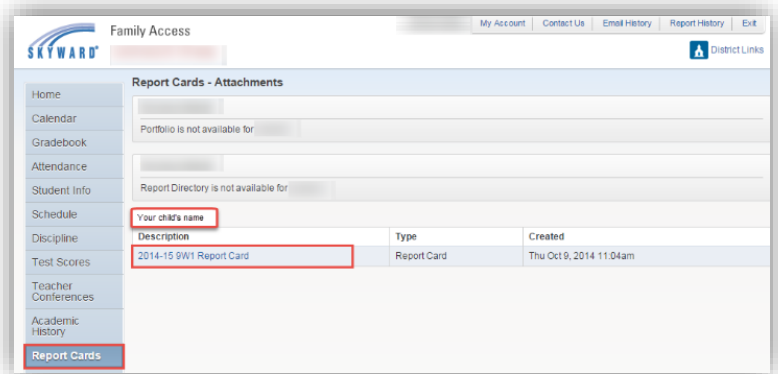 My Account Contact Us Email History Report History Exit
SKYWARD®
Family Access
District Links
Home
Calendar
Gradebook
Attendance
Student Info
Schedule
Discipline
Test Scores
Teacher
Conferences
Academic
History
Report Cards
Report Cards - Attachments
Portfolio is not available for
Report Directory is not available for
Your child's name
Description Type Created
2014-15 9W1 Report Card Report Card Thu Oct 9, 2014 11:04am